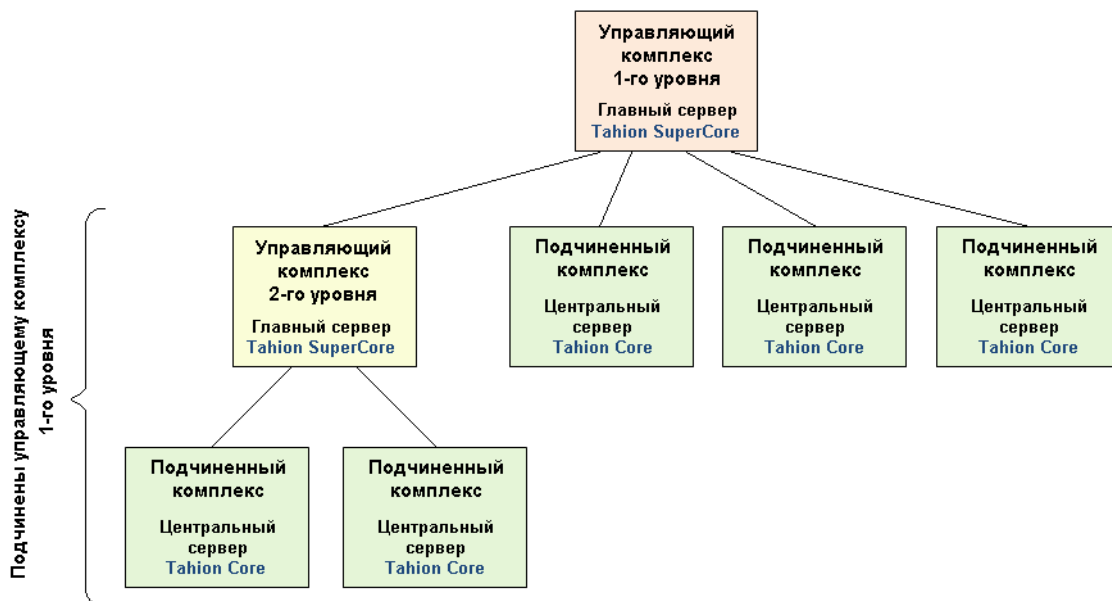 Управляющий
комплекс
1-го уровня
Главный сервер
Tahion SuperCore
Подчинены управляющему комплексу
1-го уровня
Управляющий
комплекс
2-го уровня
Главный сервер
Tahion SuperCore
Подчиненный
комплекс
Центральный
сервер
Tahion Core
Подчиненный
комплекс
Центральный
сервер
Tahion Core
Подчиненный
комплекс
Центральный
сервер
Tahion Core
Подчиненный
комплекс
Центральный
сервер
Tahion Core
Подчиненный
комплекс
Центральный
сервер
Tahion Core